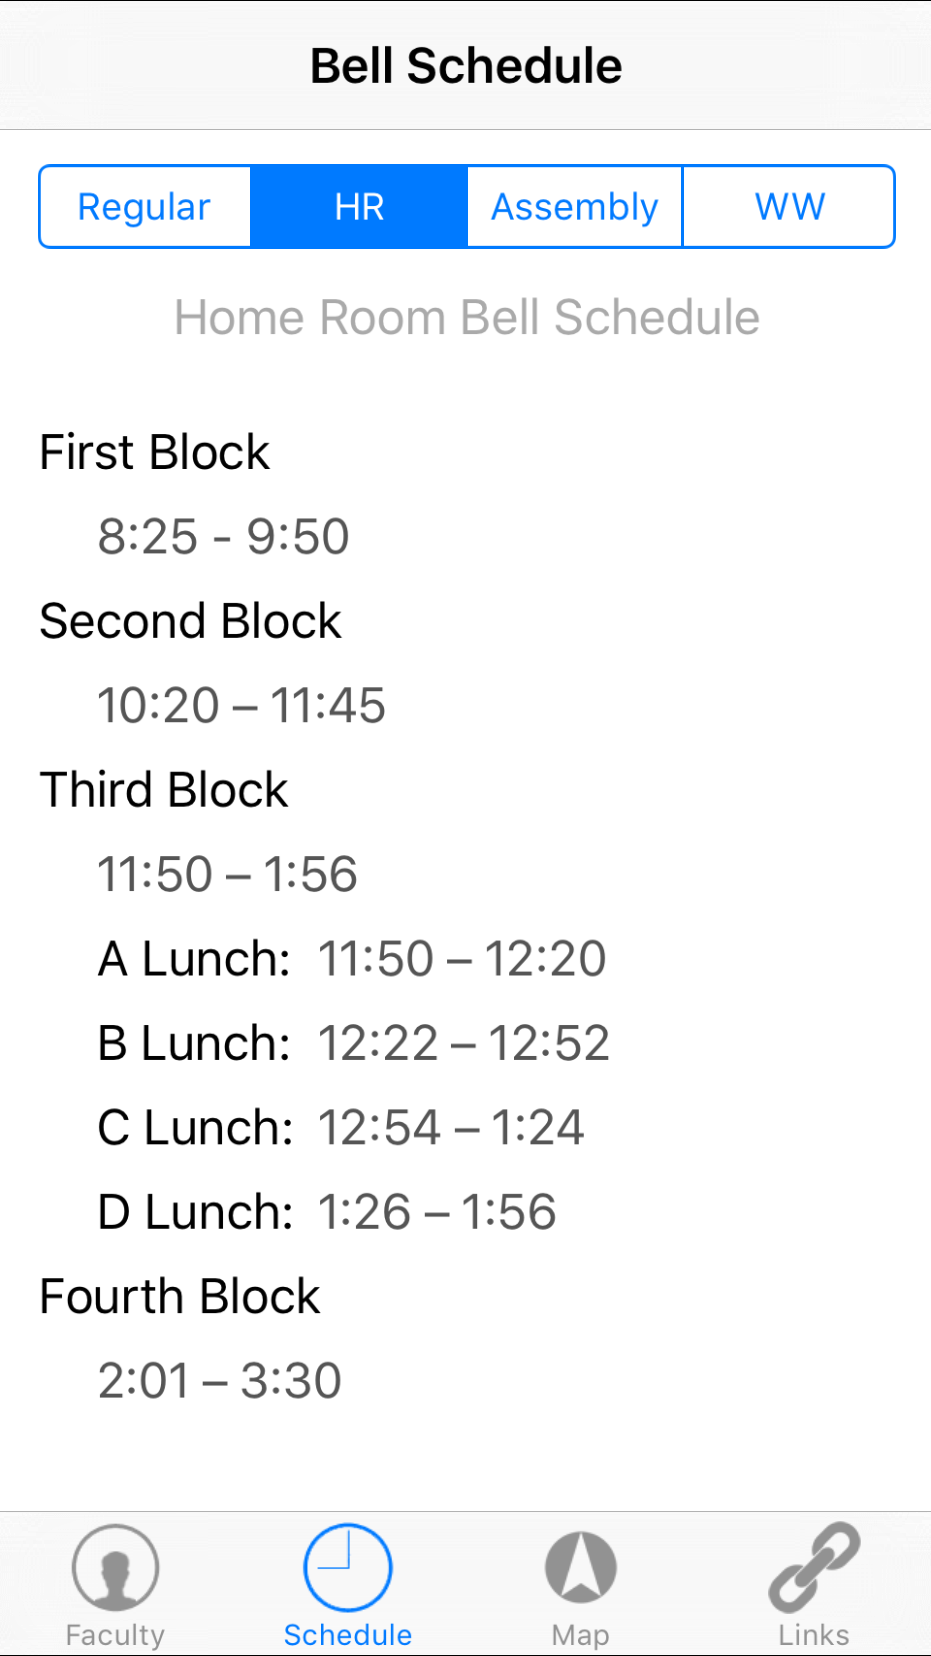 Bell Schedule
Regular HR Assembly WW
Home Room Bell Schedule
First Block
8:25 - 9:50
Second Block
10:20 – 11:45
Third Block
11:50 – 1:56
A Lunch: 11:50 – 12:20
B Lunch: 12:22 – 12:52
C Lunch: 12:54 – 1:24
D Lunch: 1:26 – 1:56
Fourth Block
2:01 – 3:30
Faculty Schedule Map Links